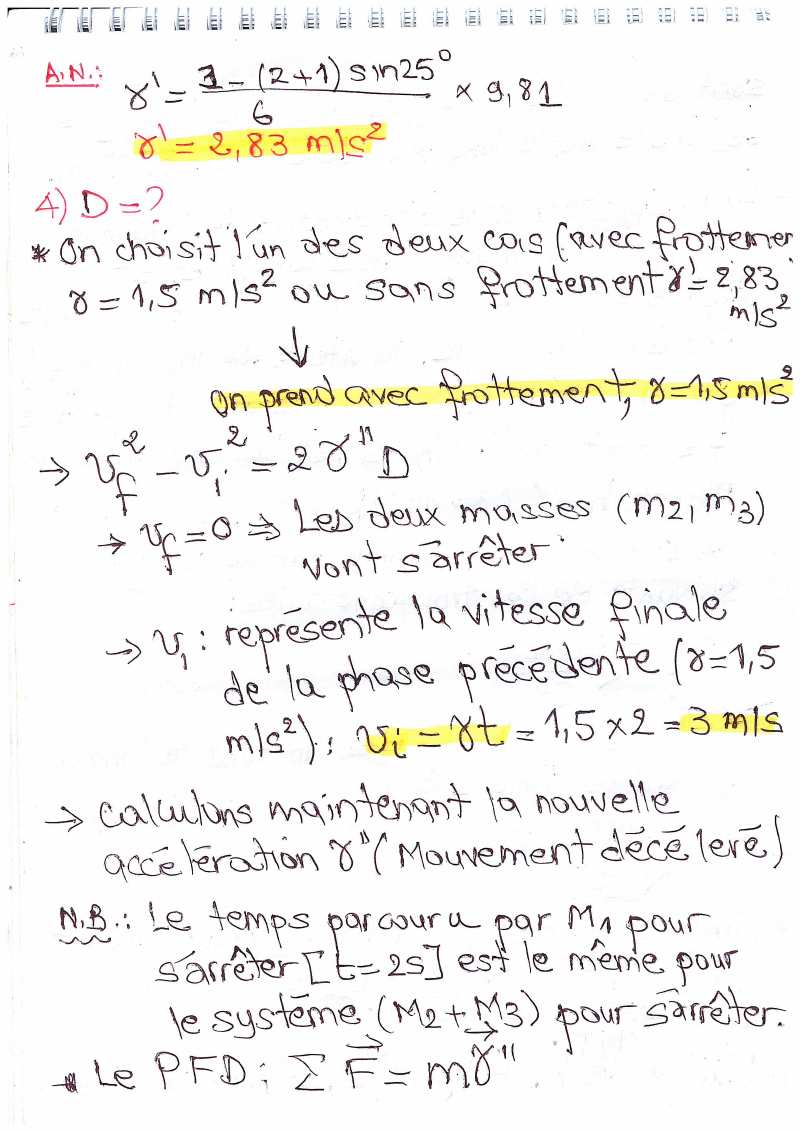 A.N.: γ' = 3 - (2+1) sin25° / 6 × 9,81
γ' = 2,83 m/s²
4) D = ?
* On choisit l'un des deux cas (avec frottemen
γ = 1,5 m/s² ou sans frottement γ' = 2,83
m/s²
↓
on prend avec frottement, γ = 1,5 m/s²
→ Vf² - Vi² = 2 γ'' D
→ Vf = 0 ⇒ Les deux masses (m2, m3)
vont s'arrêter.
→ Vi : représente la vitesse finale
de la phase précédente (γ = 1,5
m/s²) : Vi = γt = 1,5 × 2 = 3 m/s
→ Calculons maintenant la nouvelle
accélération γ'' (Mouvement décéleré)
N.B.: Le temps parcouru par M1 pour
s'arrêter [t = 2s] est le même pour
le système (M2 + M3) pour s'arrêter.
→ Le PFD : Σ F⃗ = m γ⃗''